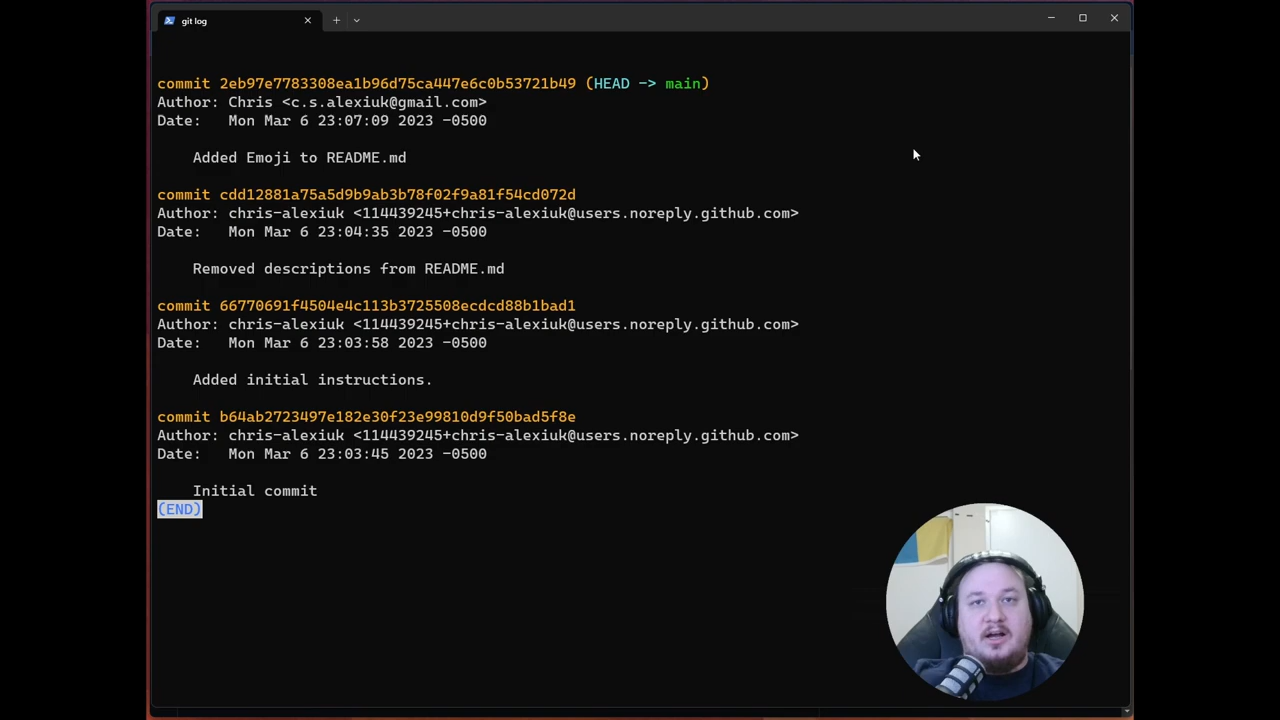 git log
commit 2eb97e7783308ea1b96d75ca447e6c0b53721b49 (HEAD -> main)
Author: Chris <c.s.alexiuk@gmail.com>
Date:   Mon Mar 6 23:07:09 2023 -0500
Added Emoji to README.md
commit cdd12881a75a5d9b9ab3b78f02f9a81f54cd072d
Author: chris-alexiuk <114439245+chris-alexiuk@users.noreply.github.com>
Date:   Mon Mar 6 23:04:35 2023 -0500
Removed descriptions from README.md
commit 66770691f4504e4c113b3725508ecdcd88b1bad1
Author: chris-alexiuk <114439245+chris-alexiuk@users.noreply.github.com>
Date:   Mon Mar 6 23:03:58 2023 -0500
Added initial instructions.
commit b64ab2723497e182e30f23e99810d9f50bad5f8e
Author: chris-alexiuk <114439245+chris-alexiuk@users.noreply.github.com>
Date:   Mon Mar 6 23:03:45 2023 -0500
Initial commit
(END)